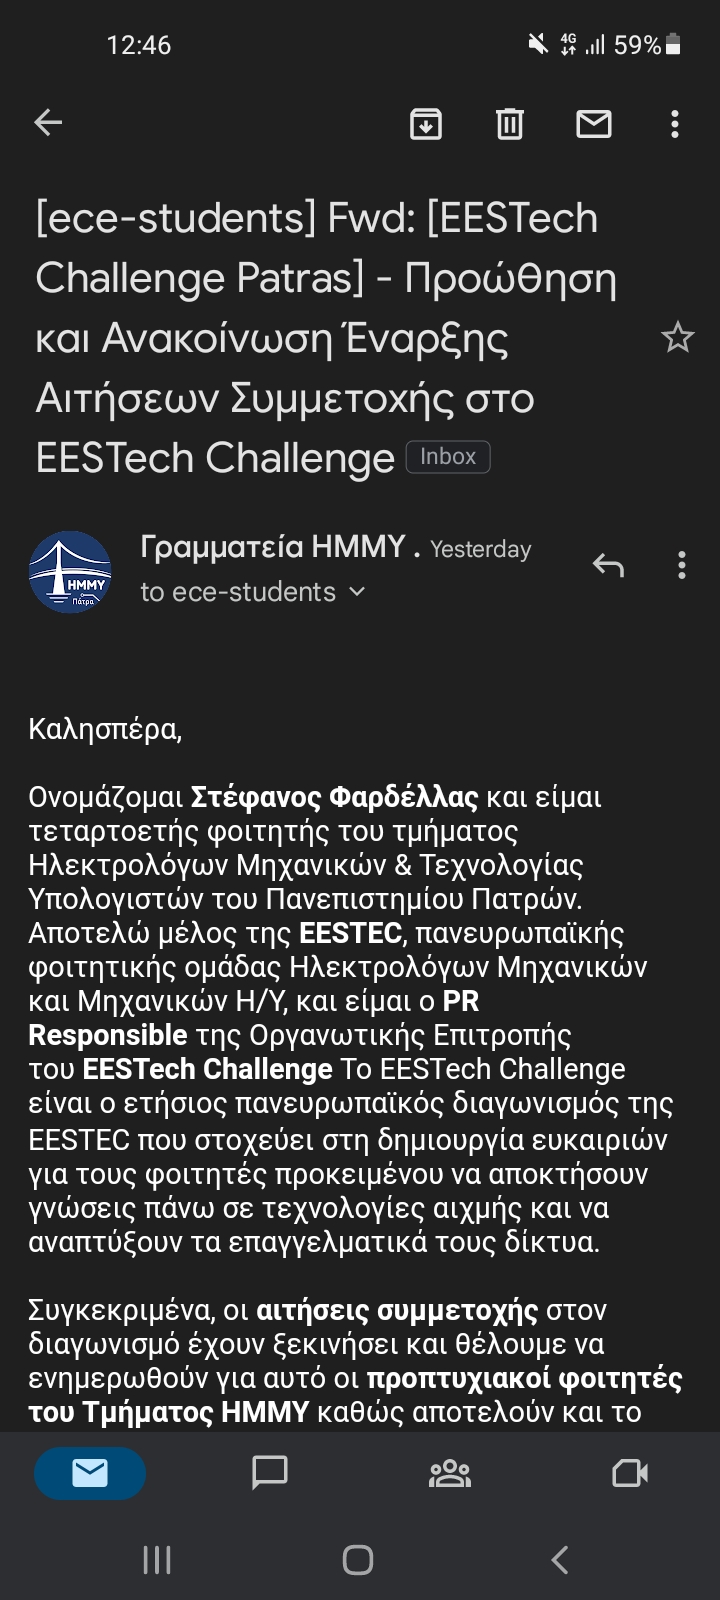 12:46
4G
59%
[ece-students] Fwd: [EESTech
Challenge Patras] - Προώθηση
και Ανακοίνωση Έναρξης
Αιτήσεων Συμμετοχής στο
EESTech Challenge Inbox
Γραμματεία ΗΜΜΥ . Yesterday
to ece-students
ΗΜΜΥ
Πάτρα
Καλησπέρα,
Ονομάζομαι Στέφανος Φαρδέλλας και είμαι
τεταρτοετής φοιτητής του τμήματος
Ηλεκτρολόγων Μηχανικών & Τεχνολογίας
Υπολογιστών του Πανεπιστημίου Πατρών.
Αποτελώ μέλος της EESTEC, πανευρωπαϊκής
φοιτητικής ομάδας Ηλεκτρολόγων Μηχανικών
και Μηχανικών Η/Υ, και είμαι ο PR
Responsible της Οργανωτικής Επιτροπής
του EESTech Challenge Το EESTech Challenge
είναι ο ετήσιος πανευρωπαϊκός διαγωνισμός της
EESTEC που στοχεύει στη δημιουργία ευκαιριών
για τους φοιτητές προκειμένου να αποκτήσουν
γνώσεις πάνω σε τεχνολογίες αιχμής και να
αναπτύξουν τα επαγγελματικά τους δίκτυα.
Συγκεκριμένα, οι αιτήσεις συμμετοχής στον
διαγωνισμό έχουν ξεκινήσει και θέλουμε να
ενημερωθούν για αυτό οι προπτυχιακοί φοιτητές
του Τμήματος ΗΜΜΥ καθώς αποτελούν και το